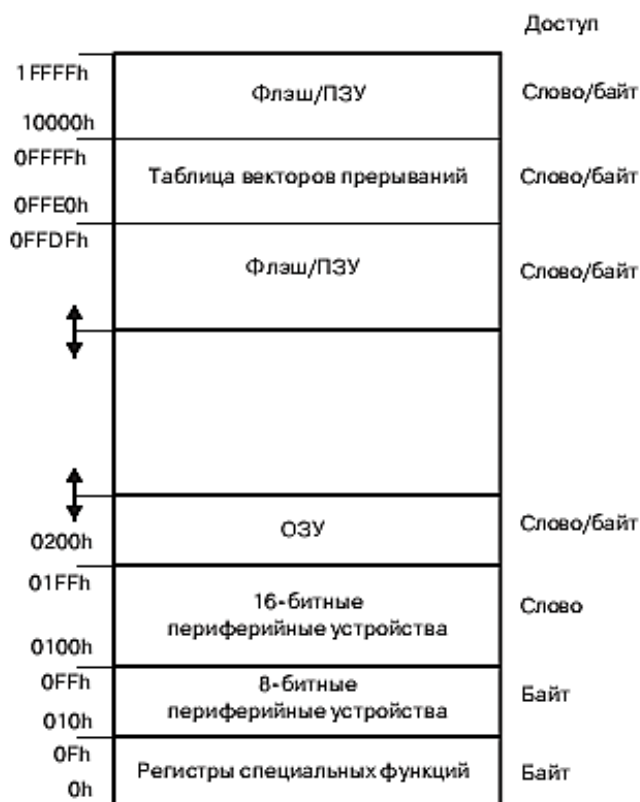 Доступ
1FFFFh
Флэш/ПЗУ
Слово/байт
10000h
0FFFFh
Таблица векторов прерываний
Слово/байт
0FFE0h
0FFDFh
Флэш/ПЗУ
Слово/байт
ОЗУ
Слово/байт
0200h
01FFh
16-битные
периферийные устройства
Слово
0100h
0FFh
8-битные
периферийные устройства
Байт
010h
0Fh
Регистры специальных функций
Байт
0h